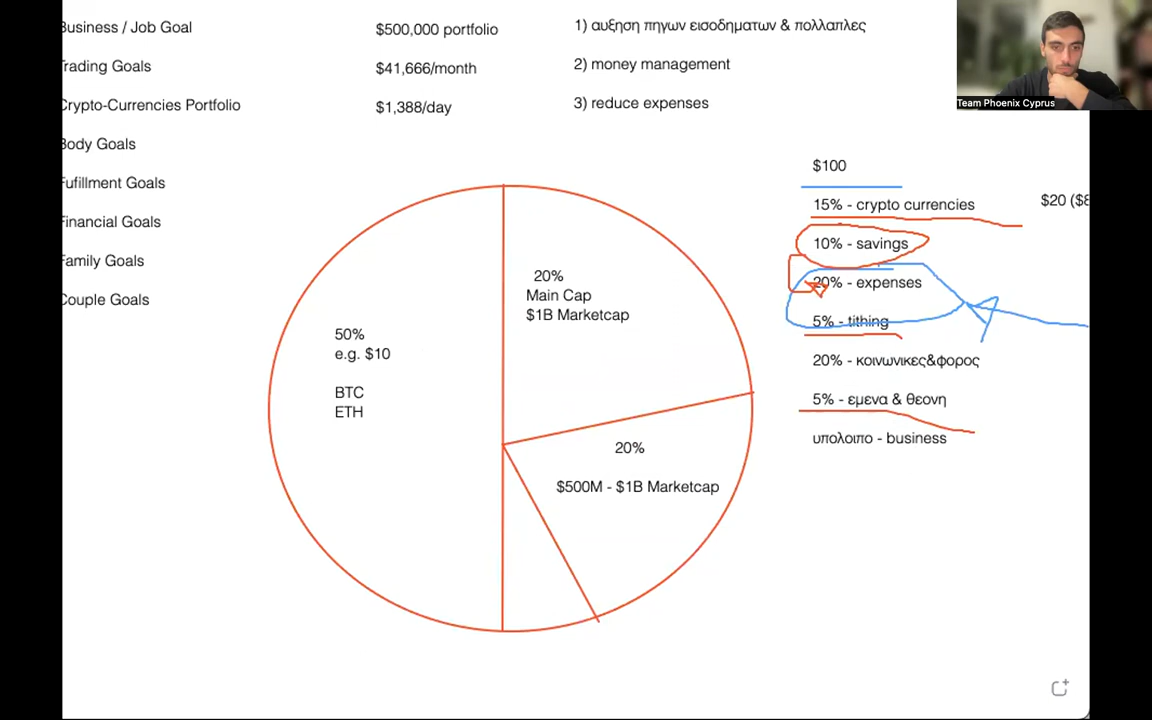 Business / Job Goal
Trading Goals
Crypto-Currencies Portfolio
Body Goals
Fufillment Goals
Financial Goals
Family Goals
Couple Goals
$500,000 portfolio
$41,666/month
$1,388/day
1) αυξηση πηγων εισοδηματων & πολλαπλες
2) money management
3) reduce expenses
Team Phoenix Cyprus
50%
e.g. $10
BTC
ETH
20%
Main Cap
$1B Marketcap
20%
$500M - $1B Marketcap
$100
15% - crypto currencies
10% - savings
20% - expenses
5% - tithing
20% - κοινωνικες&φορος
5% - εμενα & θεονη
υπολοιπο - business
$20 ($8